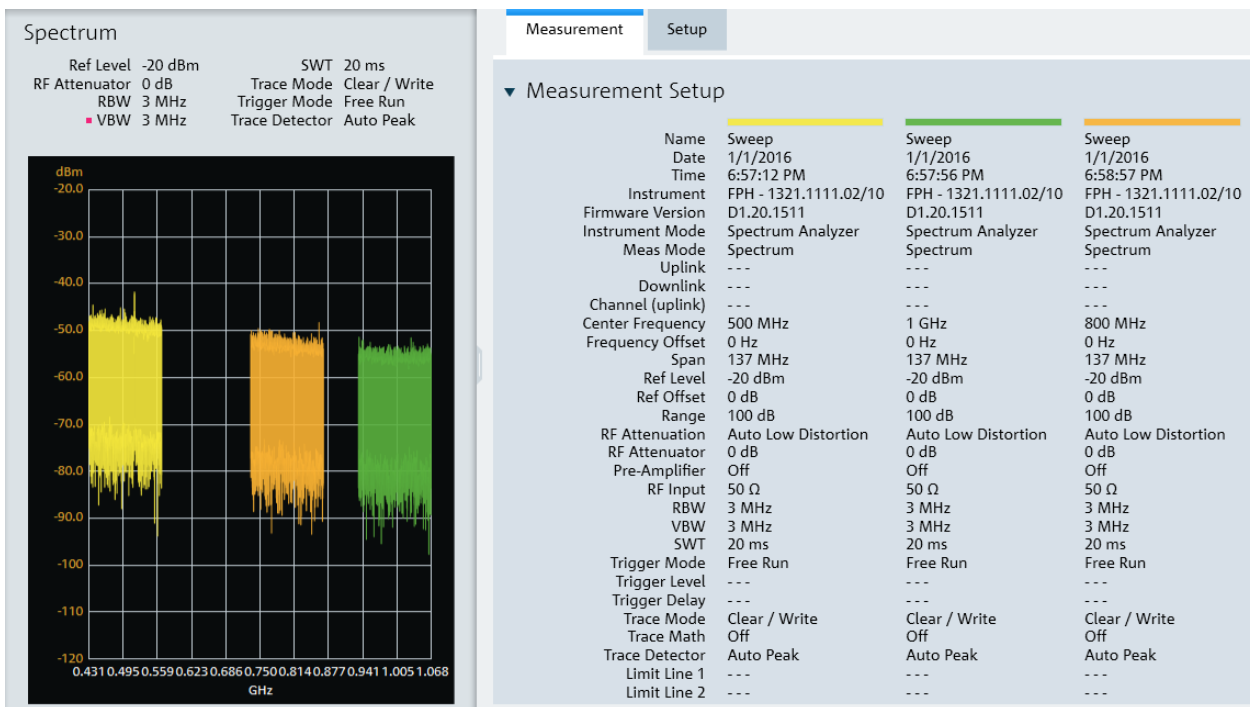 Spectrum
Ref Level -20 dBm SWT 20 ms
RF Attenuator 0 dB Trace Mode Clear / Write
RBW 3 MHz Trigger Mode Free Run
VBW 3 MHz Trace Detector Auto Peak
dBm
-20.0
-30.0
-40.0
-50.0
-60.0
-70.0
-80.0
-90.0
-100
-110
-120
0.431 0.495 0.559 0.623 0.686 0.750 0.814 0.877 0.941 1.005 1.068
GHz
Measurement Setup
Measurement Setup
Name Sweep Sweep Sweep
Date 1/1/2016 1/1/2016 1/1/2016
Time 6:57:12 PM 6:57:56 PM 6:58:57 PM
Instrument FPH - 1321.1111.02/10 FPH - 1321.1111.02/10 FPH - 1321.1111.02/10
Firmware Version D1.20.1511 D1.20.1511 D1.20.1511
Instrument Mode Spectrum Analyzer Spectrum Analyzer Spectrum Analyzer
Meas Mode Spectrum Spectrum Spectrum
Uplink - - - - - - - - -
Downlink - - - - - - - - -
Channel (uplink) - - - - - - - - -
Center Frequency 500 MHz 1 GHz 800 MHz
Frequency Offset 0 Hz 0 Hz 0 Hz
Span 137 MHz 137 MHz 137 MHz
Ref Level -20 dBm -20 dBm -20 dBm
Ref Offset 0 dB 0 dB 0 dB
Range 100 dB 100 dB 100 dB
RF Attenuation Auto Low Distortion Auto Low Distortion Auto Low Distortion
RF Attenuator 0 dB 0 dB 0 dB
Pre-Amplifier Off Off Off
RF Input 50 Ω 50 Ω 50 Ω
RBW 3 MHz 3 MHz 3 MHz
VBW 3 MHz 3 MHz 3 MHz
SWT 20 ms 20 ms 20 ms
Trigger Mode Free Run Free Run Free Run
Trigger Level - - - - - - - - -
Trigger Delay - - - - - - - - -
Trace Mode Clear / Write Clear / Write Clear / Write
Trace Math Off Off Off
Trace Detector Auto Peak Auto Peak Auto Peak
Limit Line 1 - - - - - - - - -
Limit Line 2 - - - - - - - - -